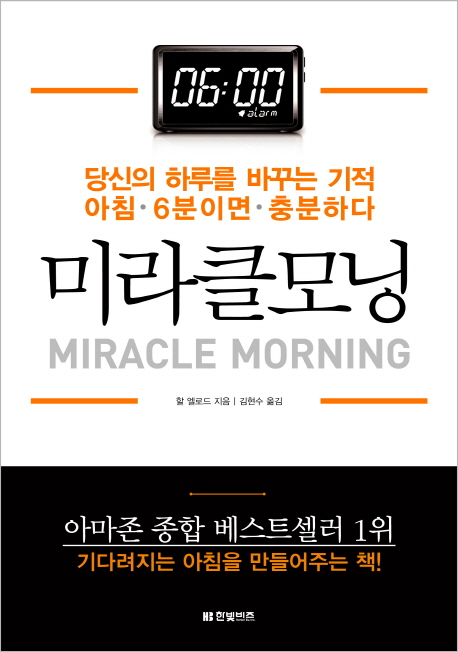 06:00
alarm
당신의 하루를 바꾸는 기적
아침·6분이면·충분하다
미라클모닝
MIRACLE MORNING
할 엘로드 지음 | 김현수 옮김
아마존 종합 베스트셀러 1위
기다려지는 아침을 만들어주는 책!
HB 한빛비즈